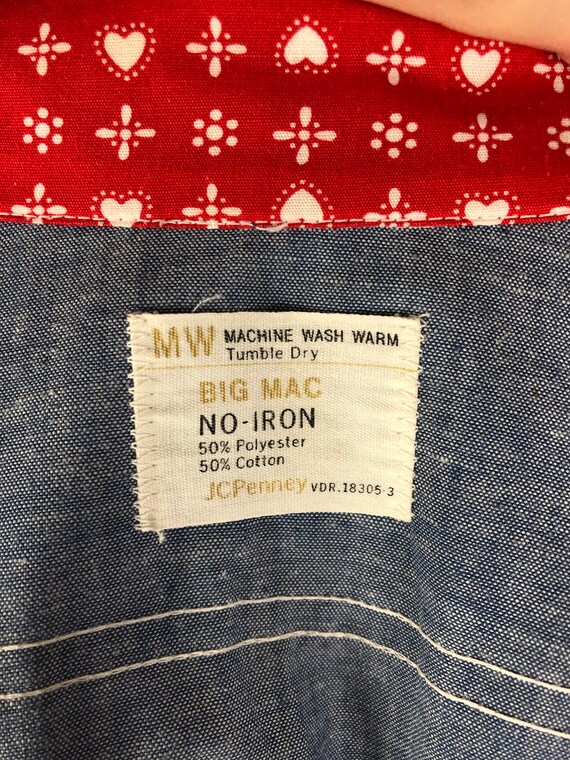 MW MACHINE WASH WARM
Tumble Dry
BIG MAC
NO-IRON
50% Polyester
50% Cotton
JCPenney VDR.18305-3